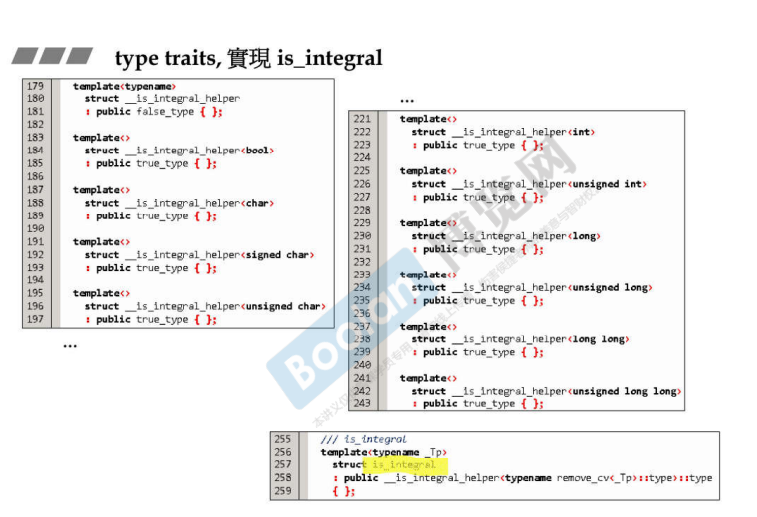 type traits, 實現 is_integral
179 template<typename>
180 struct __is_integral_helper
181 : public false_type { };
182
183 template<>
184 struct __is_integral_helper<bool>
185 : public true_type { };
186
187 template<>
188 struct __is_integral_helper<char>
189 : public true_type { };
190
191 template<>
192 struct __is_integral_helper<signed char>
193 : public true_type { };
194
195 template<>
196 struct __is_integral_helper<unsigned char>
197 : public true_type { };
...
...
221 template<>
222 struct __is_integral_helper<int>
223 : public true_type { };
224
225 template<>
226 struct __is_integral_helper<unsigned int>
227 : public true_type { };
228
229 template<>
230 struct __is_integral_helper<long>
231 : public true_type { };
232
233 template<>
234 struct __is_integral_helper<unsigned long>
235 : public true_type { };
236
237 template<>
238 struct __is_integral_helper<long long>
239 : public true_type { };
240
241 template<>
242 struct __is_integral_helper<unsigned long long>
243 : public true_type { };
255 /// is_integral
256 template<typename _Tp>
257 struct is_integral
258 : public __is_integral_helper<typename remove_cv<_Tp>::type>::type
259 { };
Boolan 博览网